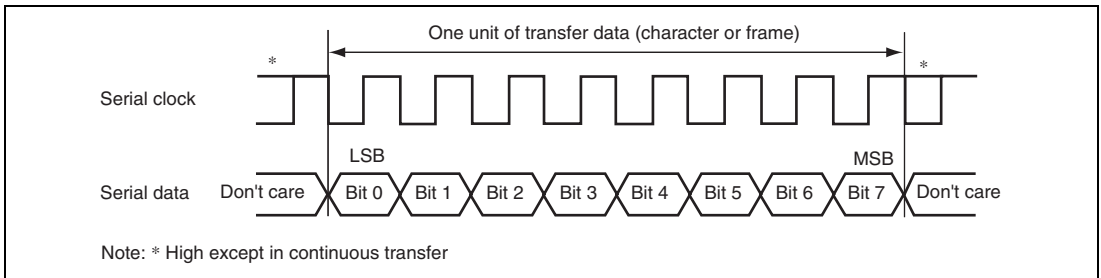 One unit of transfer data (character or frame)
* *
Serial clock
LSB MSB
Serial data Don't care Bit 0 Bit 1 Bit 2 Bit 3 Bit 4 Bit 5 Bit 6 Bit 7 Don't care
Note: * High except in continuous transfer